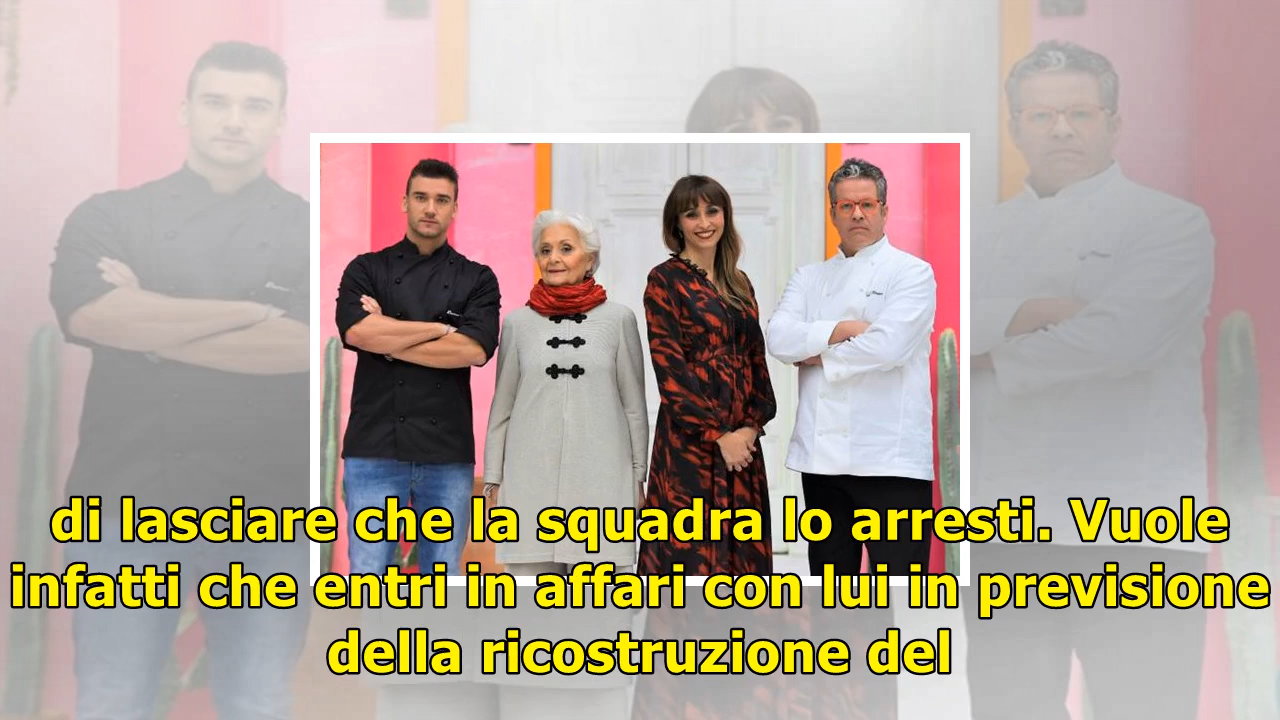 di lasciare che la squadra lo arresti. Vuole
infatti che entri in affari con lui in previsione
della ricostruzione del